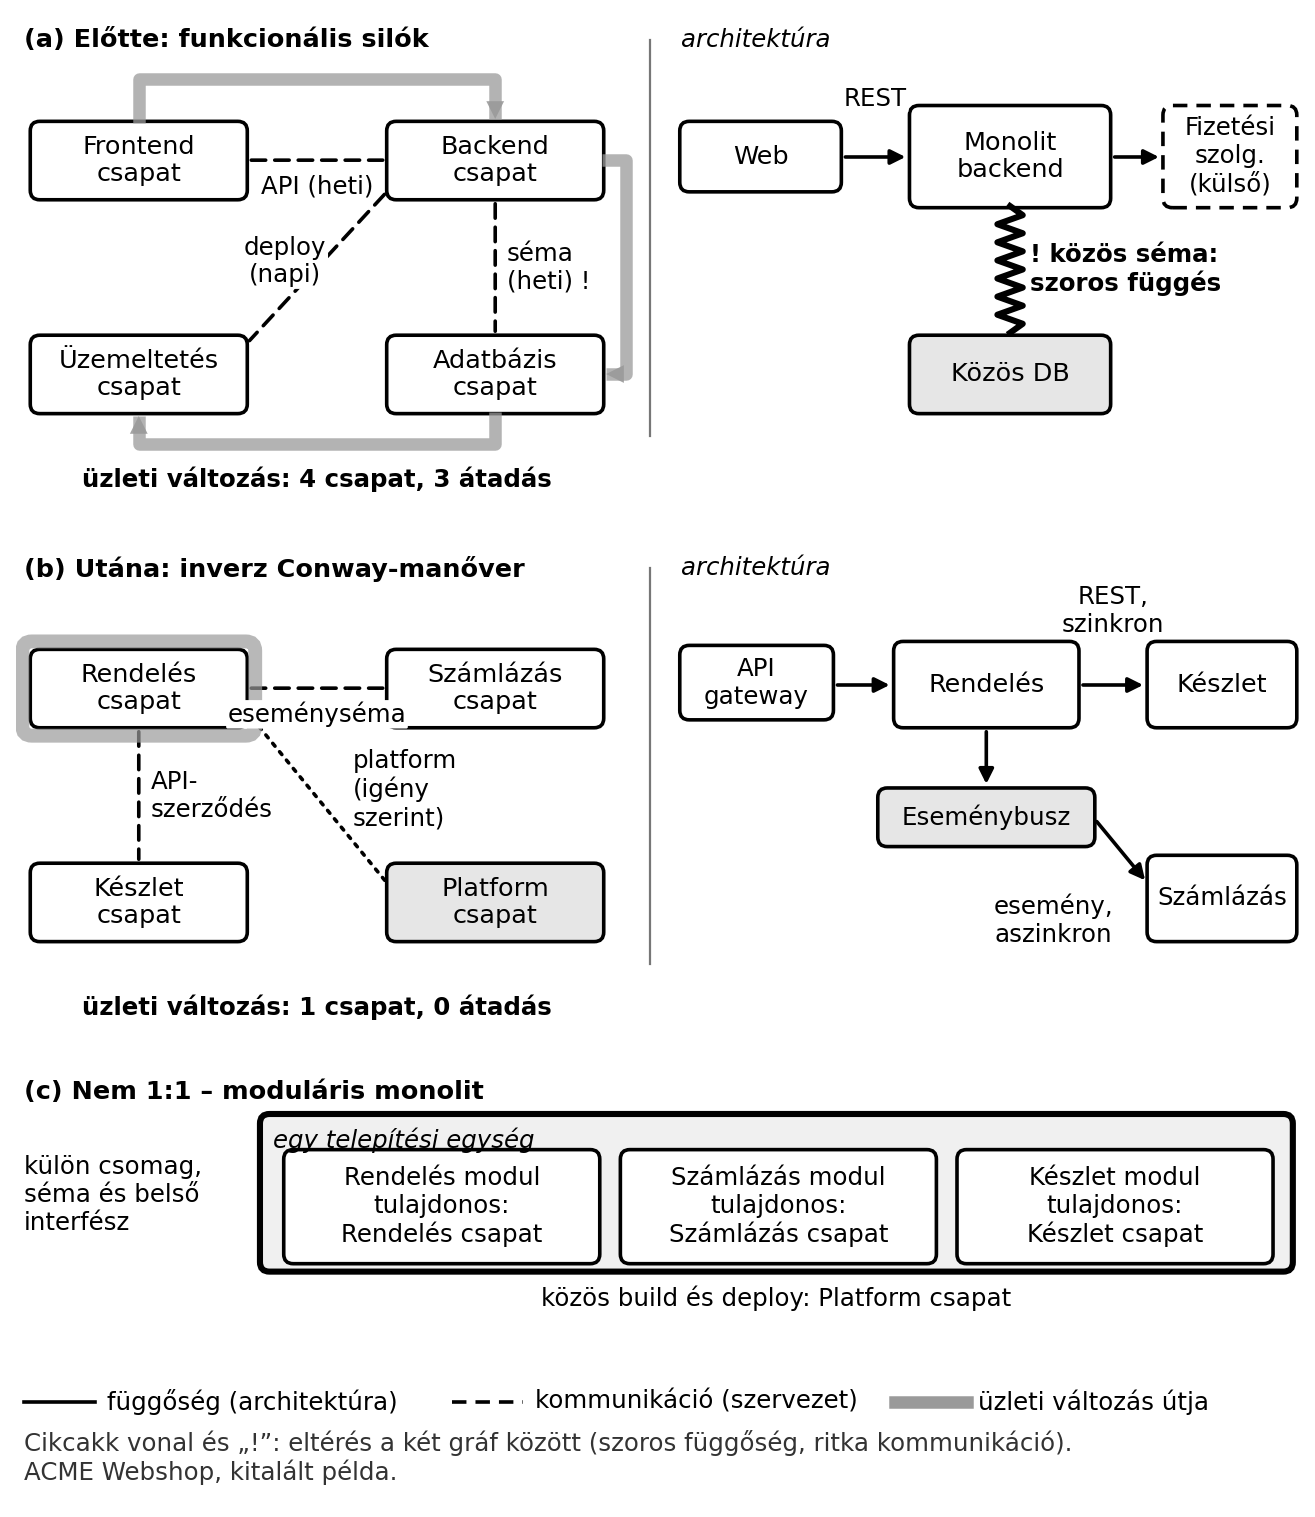 (a) Előtte: funkcionális silók
architektúra
Frontend
csapat
API (heti)
Backend
csapat
deploy
(napi)
séma
(heti) !
Üzemeltetés
csapat
Adatbázis
csapat
üzleti változás: 4 csapat, 3 átadás
Web
REST
Monolit
backend
Fizetési
szolg.
(külső)
! közös séma:
szoros függés
Közös DB
(b) Utána: inverz Conway-manőver
architektúra
Rendelés
csapat
eseményséma
Számlázás
csapat
API-
szerződés
platform
(igény
szerint)
Készlet
csapat
Platform
csapat
üzleti változás: 1 csapat, 0 átadás
API
gateway
Rendelés
REST,
szinkron
Készlet
Eseménybusz
esemény,
aszinkron
Számlázás
(c) Nem 1:1 – moduláris monolit
külön csomag,
séma és belső
interfész
egy telepítési egység
Rendelés modul
tulajdonos:
Rendelés csapat
Számlázás modul
tulajdonos:
Számlázás csapat
Készlet modul
tulajdonos:
Készlet csapat
közös build és deploy: Platform csapat
függőség (architektúra)
kommunikáció (szervezet)
üzleti változás útja
Cikcakk vonal és „!”: eltérés a két gráf között (szoros függőség, ritka kommunikáció).
ACME Webshop, kitalált példa.